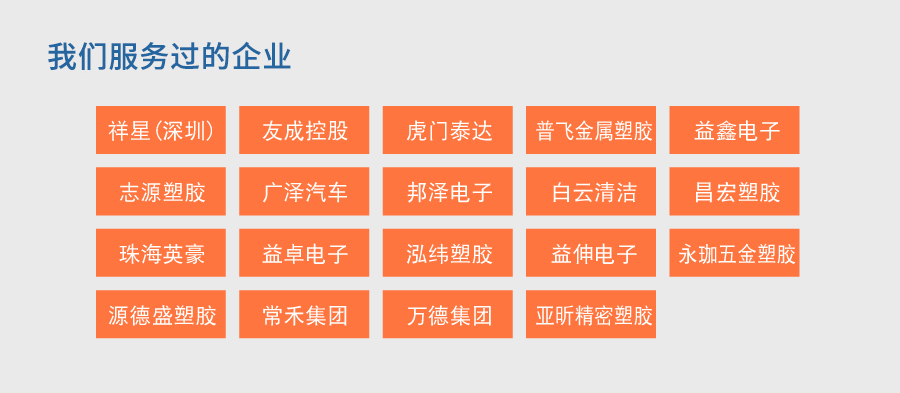 我们服务过的企业
祥星(深圳) 友成控股 虎门泰达 普飞金属塑胶 益鑫电子
志源塑胶 广泽汽车 邦泽电子 白云清洁 昌宏塑胶
珠海英豪 益卓电子 泓纬塑胶 益伸电子 永珈五金塑胶
源德盛塑胶 常禾集团 万德集团 亚昕精密塑胶